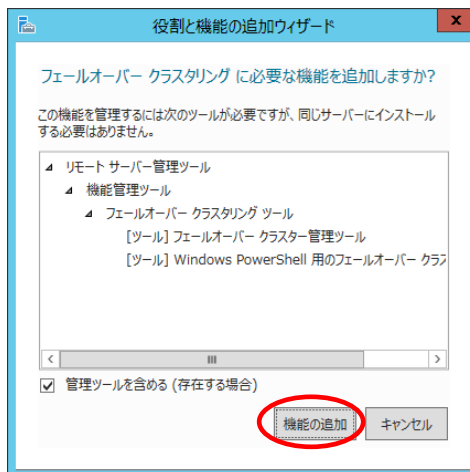 役割と機能の追加ウィザード
x
フェールオーバー クラスタリング に必要な機能を追加しますか?
この機能を管理するには次のツールが必要ですが、同じサーバーにインストール
する必要はありません。
リモート サーバー管理ツール
機能管理ツール
フェールオーバー クラスタリング ツール
[ツール] フェールオーバー クラスター管理ツール
[ツール] Windows PowerShell 用のフェールオーバー クラス
管理ツールを含める (存在する場合)
機能の追加
キャンセル